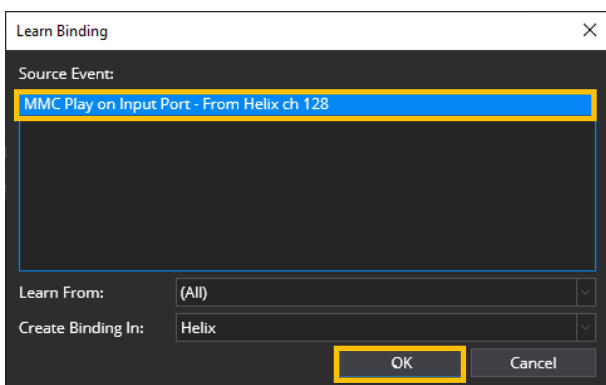 Learn Binding
Source Event:
MMC Play on Input Port - From Helix ch 128
Learn From: (All)
Create Binding In: Helix
OK Cancel